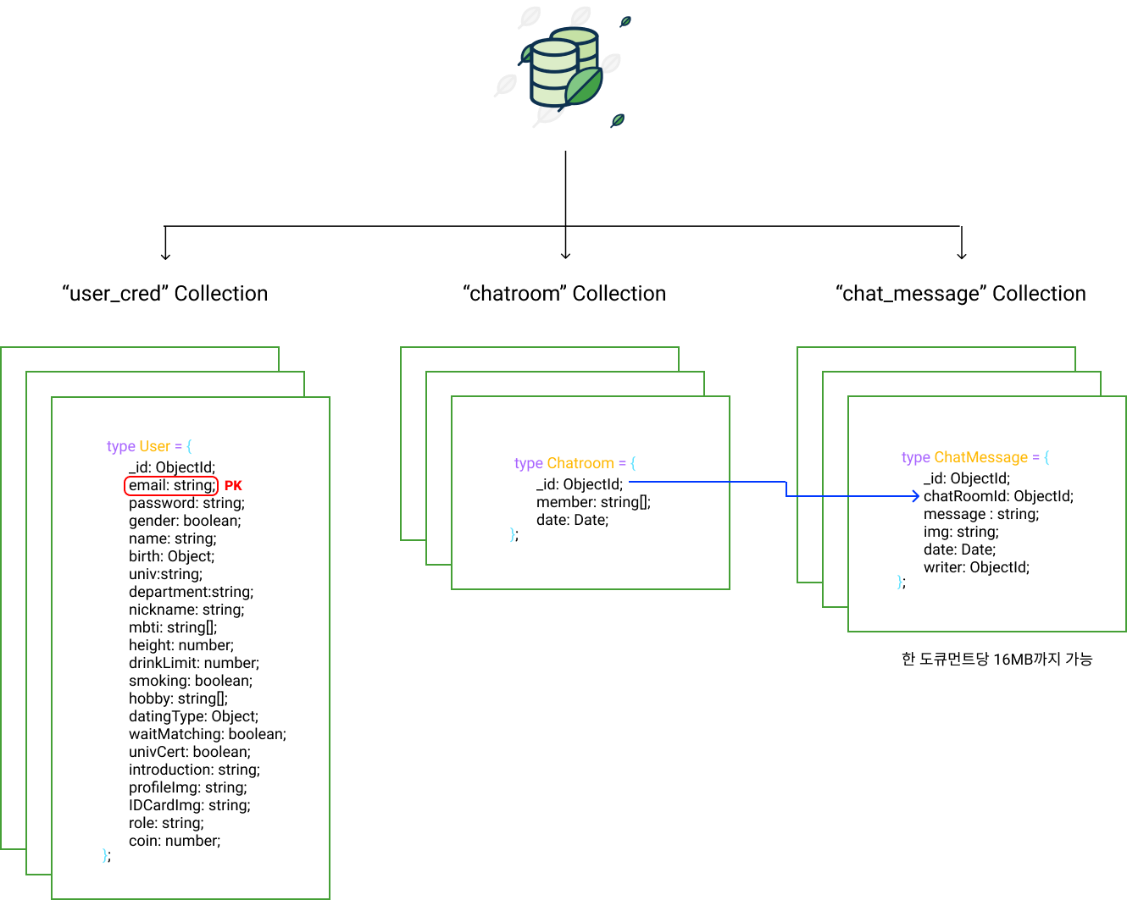 “user_cred” Collection
“chatroom” Collection
“chat_message” Collection
type User = {
_id: ObjectId;
email: string; PK
password: string;
gender: boolean;
name: string;
birth: Object;
univ:string;
department:string;
nickname: string;
mbti: string[];
height: number;
drinkLimit: number;
smoking: boolean;
hobby: string[];
datingType: Object;
waitMatching: boolean;
univCert: boolean;
introduction: string;
profileImg: string;
IDCardImg: string;
role: string;
coin: number;
};
type Chatroom = {
_id: ObjectId;
member: string[];
date: Date;
};
type ChatMessage = {
_id: ObjectId;
chatRoomId: ObjectId;
message : string;
img: string;
date: Date;
writer: ObjectId;
};
한 도큐먼트당 16MB까지 가능